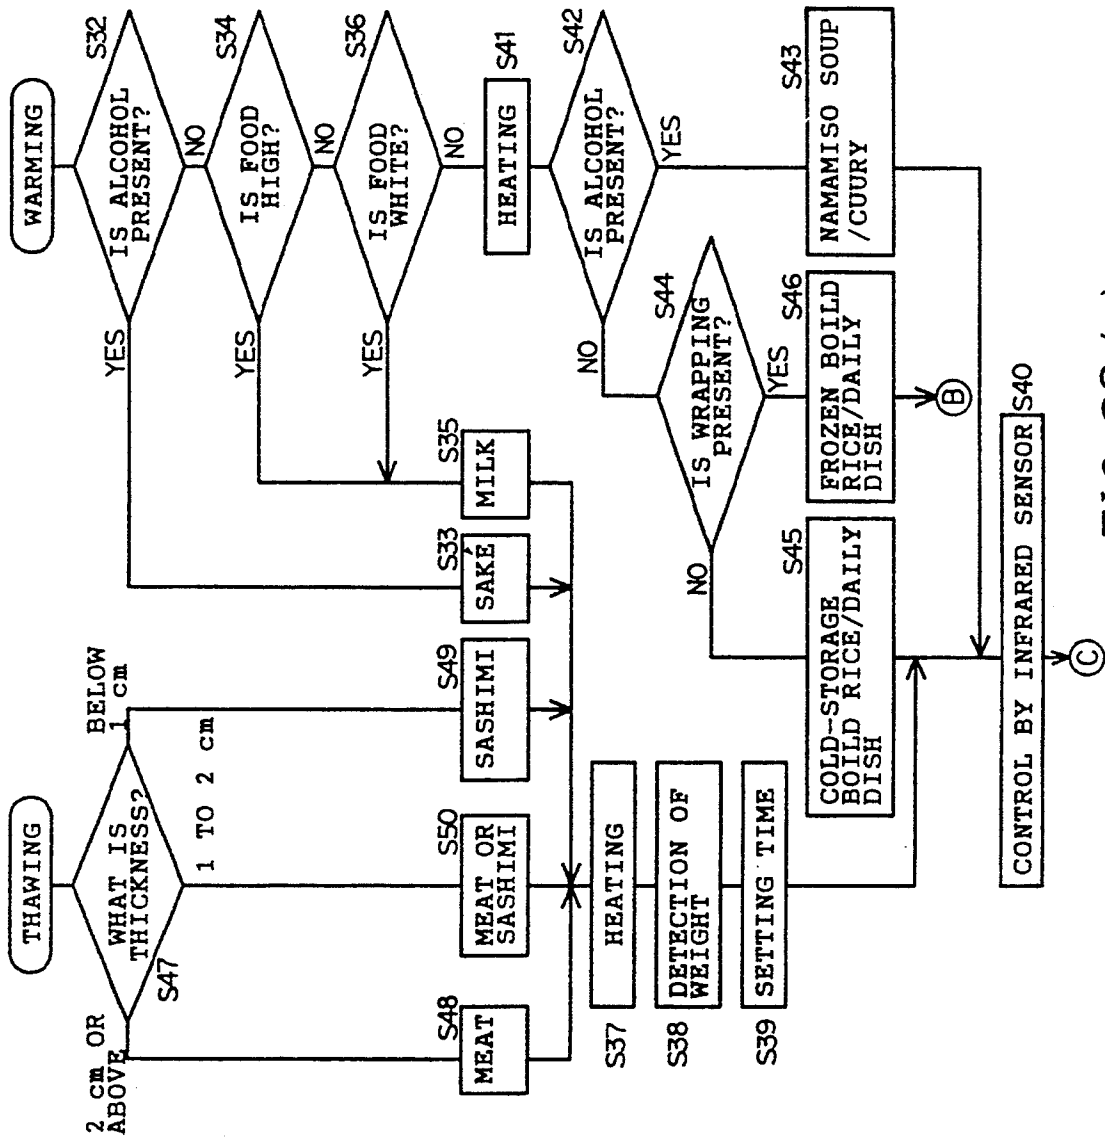 THAWING
WHAT IS
THICKNESS?
S47
2 cm OR
ABOVE
1 TO 2 cm
BELOW
1 cm
S48
MEAT
S50
MEAT OR
SASHIMI
S49
SASHIMI
WARMING
IS ALCOHOL
PRESENT?
S32
YES
NO
IS FOOD
HIGH?
S34
YES
NO
IS FOOD
WHITE?
S36
YES
NO
S33
SAKÉ
S35
MILK
HEATING
S41
IS ALCOHOL
PRESENT?
S42
NO
YES
IS WRAPPING
PRESENT?
S44
NO
YES
S37
HEATING
S38
DETECTION OF
WEIGHT
S39
SETTING TIME
S45
COLD-STORAGE
BOILD RICE/DAILY
DISH
S46
FROZEN BOILD
RICE/DAILY
DISH
B
S43
NAMAMISO SOUP
/CUURY
CONTROL BY INFRARED SENSOR
S40
C